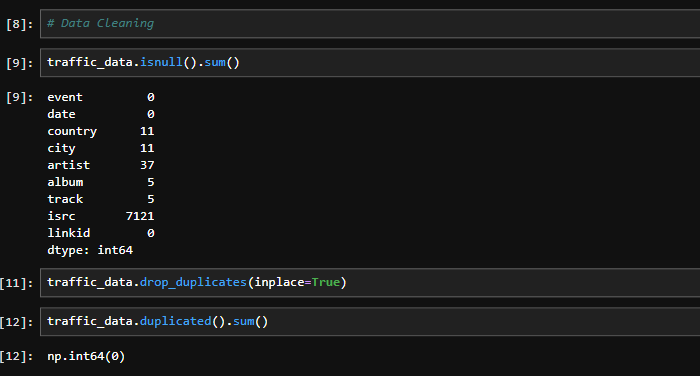 [8]: # Data Cleaning
[9]: traffic_data.isnull().sum()
[9]: event 0
date 0
country 11
city 11
artist 37
album 5
track 5
isrc 7121
linkid 0
dtype: int64
[11]: traffic_data.drop_duplicates(inplace=True)
[12]: traffic_data.duplicated().sum()
[12]: np.int64(0)